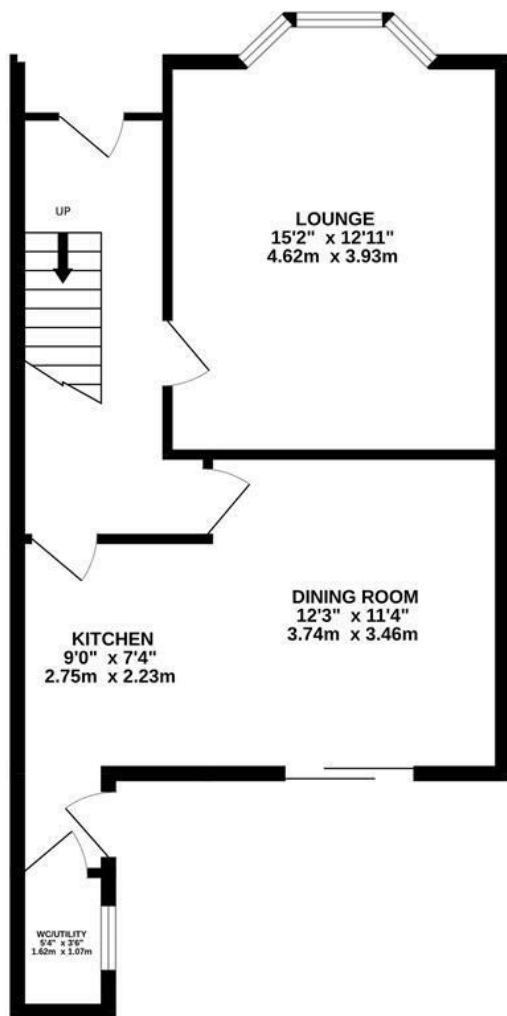 UP
LOUNGE
15'2" x 12'11"
4.62m x 3.93m
DINING ROOM
12'3" x 11'4"
3.74m x 3.46m
KITCHEN
9'0" x 7'4"
2.75m x 2.23m
WC/UTILITY
5'4" x 3'6"
1.62m x 1.07m